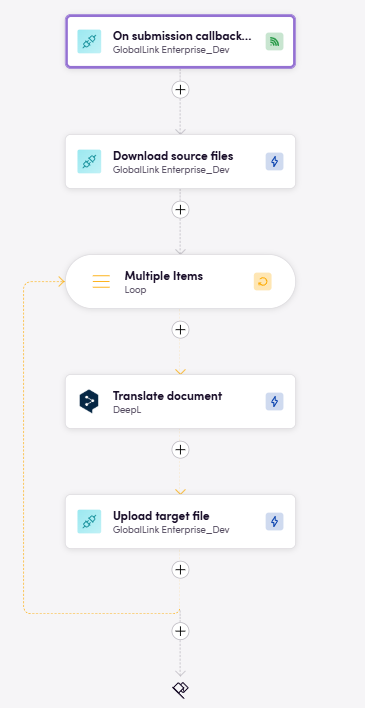 On submission callback...
GlobalLink Enterprise_Dev
Download source files
GlobalLink Enterprise_Dev
Multiple Items
Loop
Translate document
DeepL
Upload target file
GlobalLink Enterprise_Dev